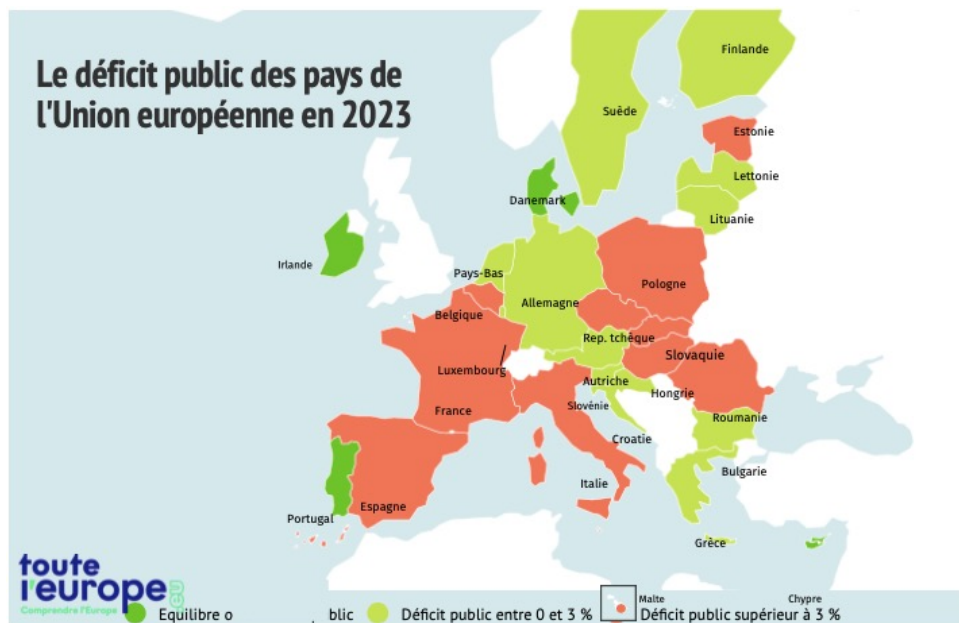 Le déficit public des pays de
l'Union européenne en 2023
Finlande
Suède
Estonie
Lettonie
Danemark
Lituanie
Irlande
Pays-Bas
Pologne
Allemagne
Belgique
Rep. tchèque
Slovaquie
Luxembourg
Autriche
Hongrie
France
Slovénie
Roumanie
Croatie
Bulgarie
Italie
Espagne
Portugal
Grèce
toute
l'europe.eu
Comprendre l'Europe
Malte
Chypre
Equilibre o blic
Déficit public entre 0 et 3 %
Déficit public supérieur à 3 %